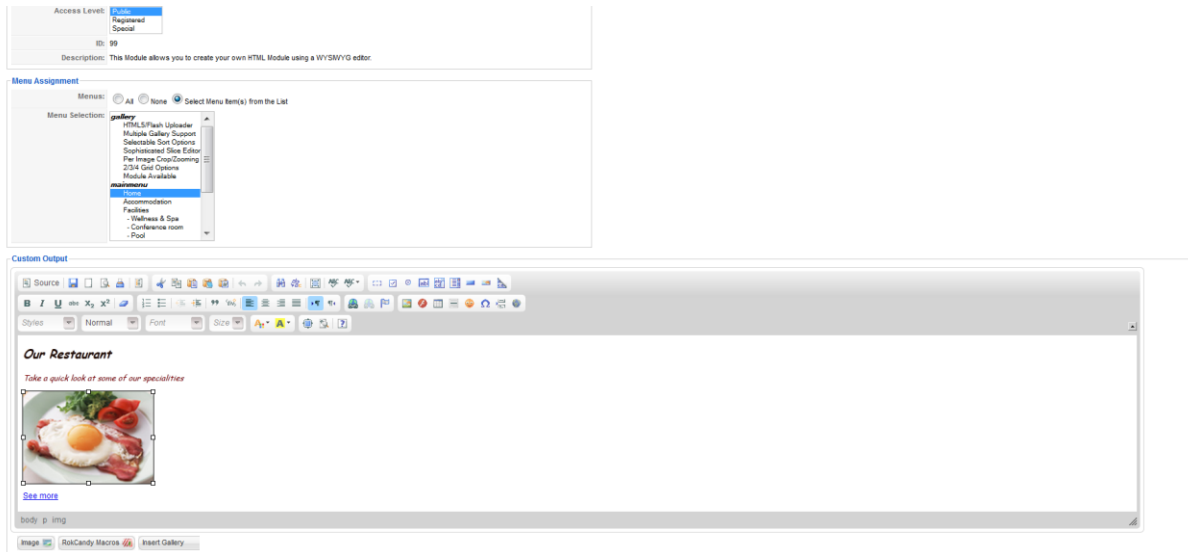 Access Level: Public
Registered
Special
ID: 99
Description: This Module allows you to create your own HTML Module using a WYSIWYG editor.
Menu Assignment
Menus: All None Select Menu Item(s) from the List
Menu Selection: gallery
HTML5/Flash Uploader
Multiple Gallery Support
Selectable Sort Options
Sophisticated Slice Editor
Per Image Crop/Zooming
2/3/4 Grid Options
Module Available
mainmenu
Home
Accommodation
Facilities
- Wellness & Spa
- Conference room
- Pool
Custom Output
Source
B I U abc X₂ X²
Styles Normal Font Size
Our Restaurant
Take a quick look at some of our specialities
See more
body p img
Image RokCandy Macros Insert Gallery